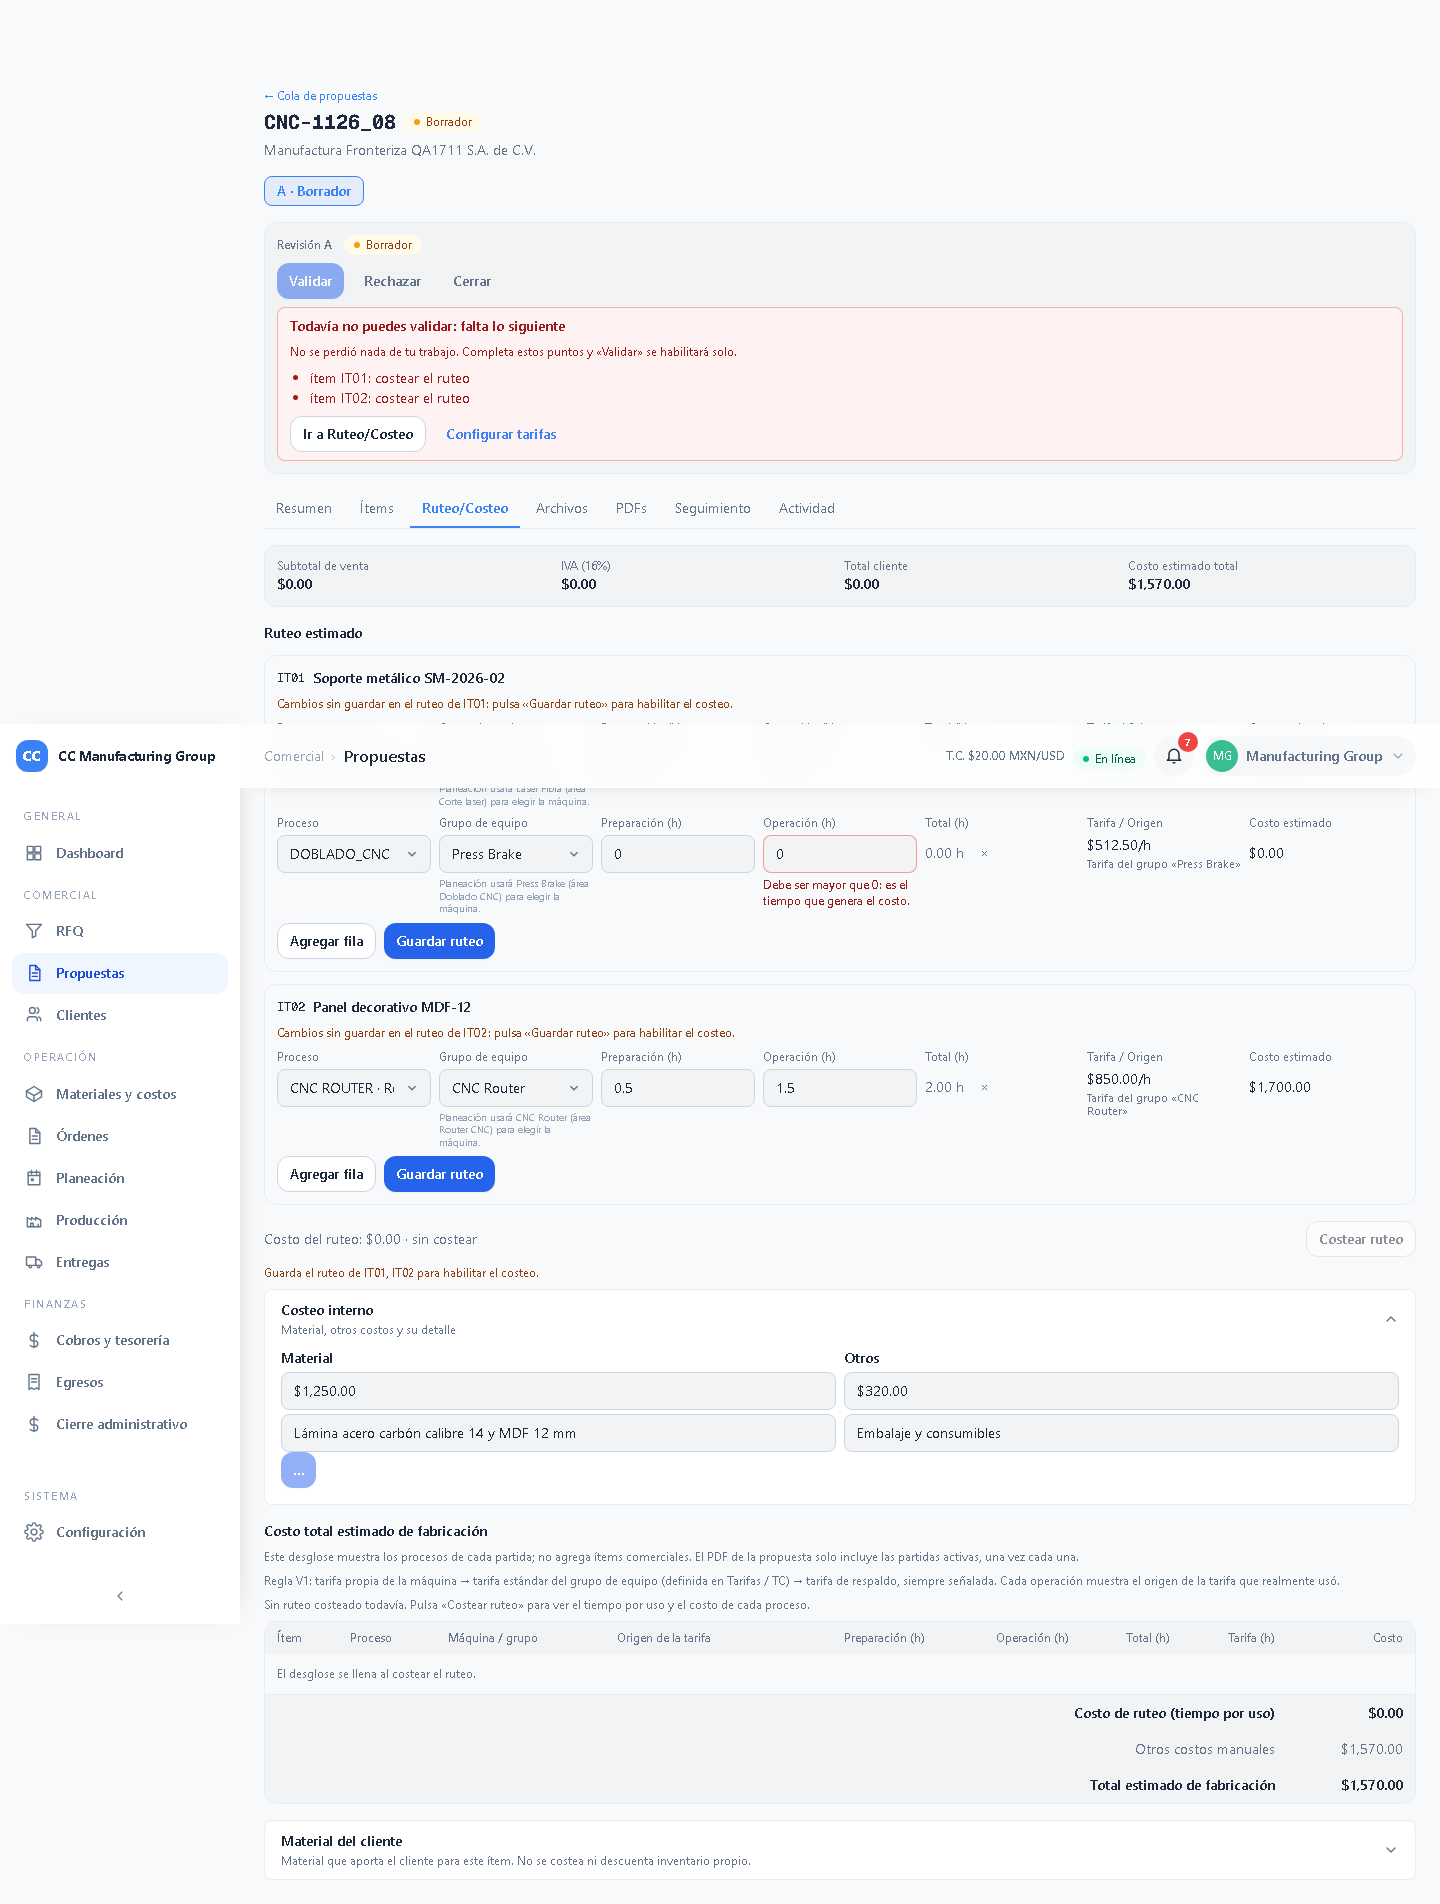 ← Cola de propuestas
CNC-1126_08
Borrador
Manufactura Fronteriza QA1711 S.A. de C.V.
A · Borrador
Revisión A
Borrador
Validar
Rechazar
Cerrar
Todavía no puedes validar: falta lo siguiente
No se perdió nada de tu trabajo. Completa estos puntos y «Validar» se habilitará solo.
• ítem IT01: costear el ruteo
• ítem IT02: costear el ruteo
Ir a Ruteo/Costeo
Configurar tarifas
Resumen
Ítems
Ruteo/Costeo
Archivos
PDFs
Seguimiento
Actividad
Subtotal de venta
IVA (16%)
Total cliente
Costo estimado total
$0.00
$0.00
$0.00
$1,570.00
Ruteo estimado
IT01 Soporte metálico SM-2026-02
Cambios sin guardar en el ruteo de IT01: pulsa «Guardar ruteo» para habilitar el costeo.
CC
CC Manufacturing Group
Comercial › Propuestas
T.C. $20.00 MXN/USD
En línea
7
MG
Manufacturing Group
Planeación usará Laser Fibra (área
Corte laser) para elegir la máquina.
Proceso
Grupo de equipo
Preparación (h)
Operación (h)
Total (h)
Tarifa / Origen
Costo estimado
DOBLADO_CNC
Press Brake
0
0
0.00 h
×
$512.50/h
Tarifa del grupo «Press Brake»
$0.00
Planeación usará Press Brake (área
Doblado CNC) para elegir la
máquina.
Debe ser mayor que 0: es el
tiempo que genera el costo.
Agregar fila
Guardar ruteo
IT02 Panel decorativo MDF-12
Cambios sin guardar en el ruteo de IT02: pulsa «Guardar ruteo» para habilitar el costeo.
Proceso
Grupo de equipo
Preparación (h)
Operación (h)
Total (h)
Tarifa / Origen
Costo estimado
CNC ROUTER · R
CNC Router
0.5
1.5
2.00 h
×
$850.00/h
Tarifa del grupo «CNC
Router»
$1,700.00
Planeación usará CNC Router (área
Router CNC) para elegir la
máquina.
Agregar fila
Guardar ruteo
Costo del ruteo: $0.00 · sin costear
Costear ruteo
Guarda el ruteo de IT01, IT02 para habilitar el costeo.
Costeo interno
Material, otros costos y su detalle
Material
Otros
$1,250.00
$320.00
Lámina acero carbón calibre 14 y MDF 12 mm
Embalaje y consumibles
...
Costo total estimado de fabricación
Este desglose muestra los procesos de cada partida; no agrega ítems comerciales. El PDF de la propuesta solo incluye las partidas activas, una vez cada una.
Regla V1: tarifa propia de la máquina → tarifa estándar del grupo de equipo (definida en Tarifas / TC) → tarifa de respaldo, siempre señalada. Cada operación muestra el origen de la tarifa que realmente usó.
Sin ruteo costeado todavía. Pulsa «Costear ruteo» para ver el tiempo por uso y el costo de cada proceso.
Ítem
Proceso
Máquina / grupo
Origen de la tarifa
Preparación (h)
Operación (h)
Total (h)
Tarifa (h)
Costo
El desglose se llena al costear el ruteo.
Costo de ruteo (tiempo por uso)
$0.00
Otros costos manuales
$1,570.00
Total estimado de fabricación
$1,570.00
Material del cliente
Material que aporta el cliente para este ítem. No se costea ni descuenta inventario propio.
GENERAL
Dashboard
COMERCIAL
RFQ
Propuestas
Clientes
OPERACIÓN
Materiales y costos
Órdenes
Planeación
Producción
Entregas
FINANZAS
Cobros y tesorería
Egresos
Cierre administrativo
SISTEMA
Configuración